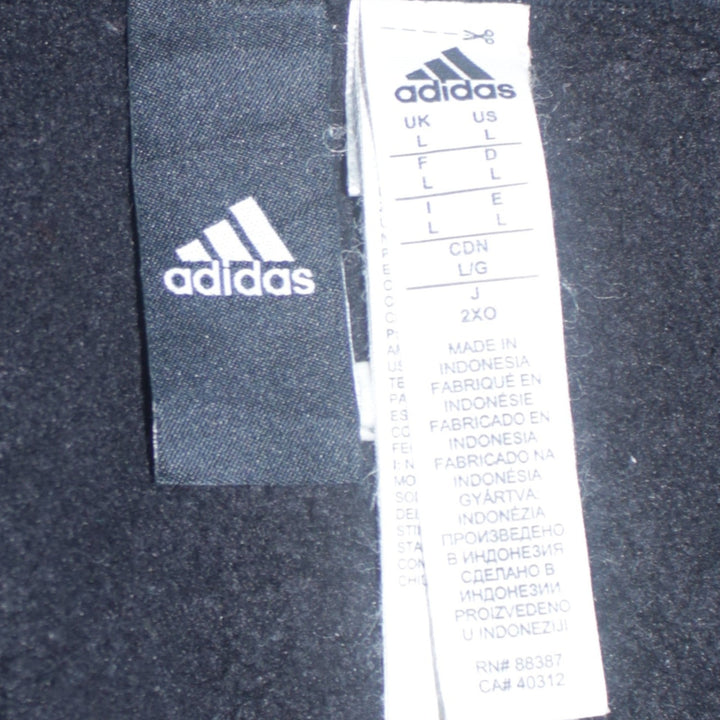 adidas
adidas
UK US
L L
F D
L L
I E
L L
CDN
L/G
J
2XO
MADE IN
INDONESIA
FABRIQUÉ EN
INDONÉSIE
FABRICADO EN
INDONESIA
FABRICADO NA
INDONÉSIA
GYÁRTVA:
INDONÉZIA
ПРОИЗВЕДЕНО
В ИНДОНЕЗИЯ
СДЕЛАНО В
ИНДОНЕЗИИ
PROIZVEDENO
U INDONEZIJI
RN# 88387
CA# 40312